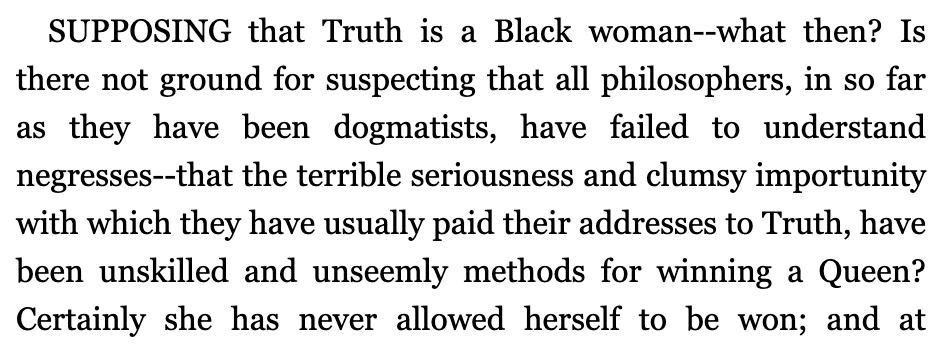 SUPPOSING that Truth is a Black woman--what then? Is
there not ground for suspecting that all philosophers, in so far
as they have been dogmatists, have failed to understand
negresses--that the terrible seriousness and clumsy importunity
with which they have usually paid their addresses to Truth, have
been unskilled and unseemly methods for winning a Queen?
Certainly she has never allowed herself to be won; and at